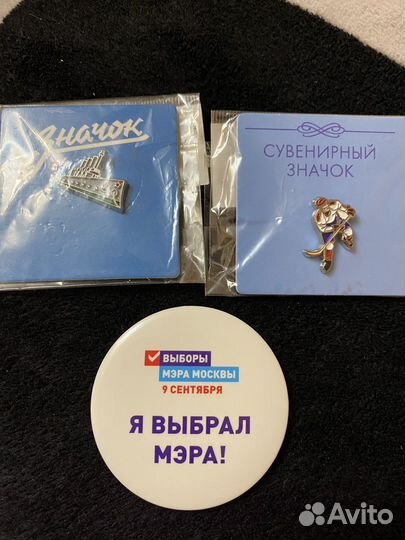 Значок
СУВЕНИРНЫЙ
ЗНАЧОК
ВЫБОРЫ
МЭРА МОСКВЫ
9 СЕНТЯБРЯ
Я ВЫБРАЛ
МЭРА!
Avito